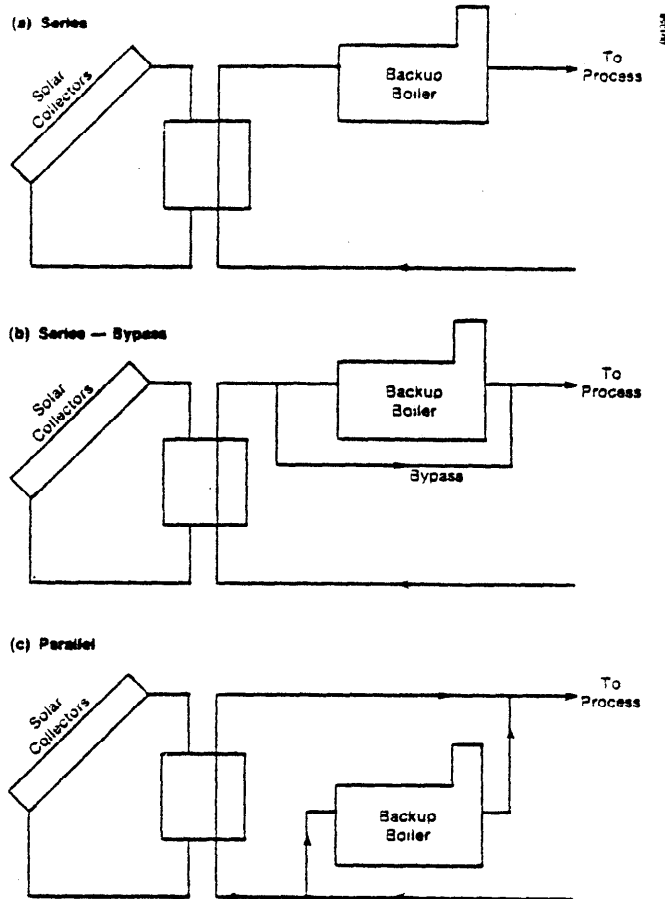 (a) Series
Solar
Collectors
Backup
Boiler
To
Process
(b) Series — Bypass
Solar
Collectors
Backup
Boiler
To
Process
Bypass
(c) Parallel
Solar
Collectors
To
Process
Backup
Boiler